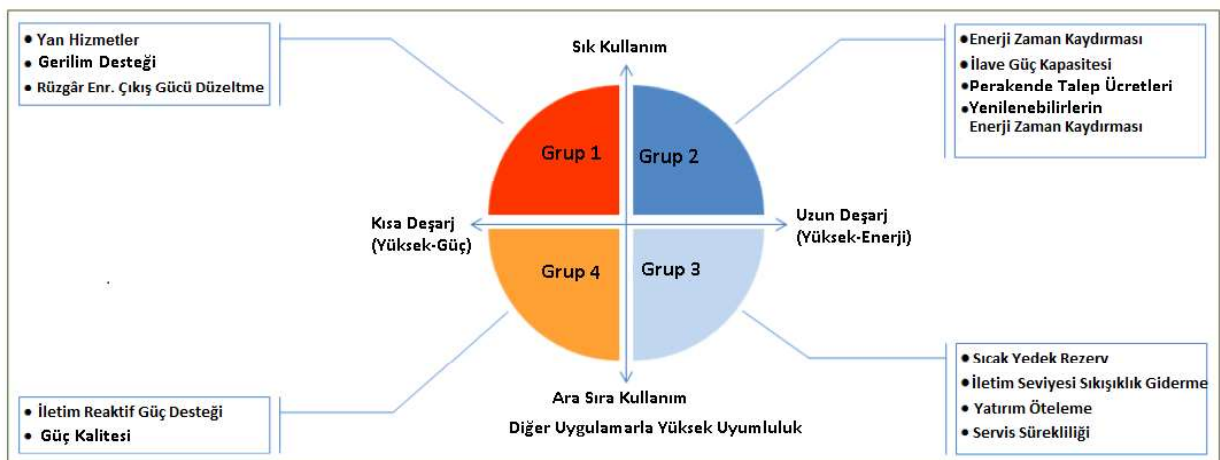 • Yan Hizmetler
• Gerilim Desteği
• Rüzgâr Enr. Çıkış Gücü Düzeltme
Sık Kullanım
•Enerji Zaman Kaydırması
•İlave Güç Kapasitesi
•Perakende Talep Ücretleri
•Yenilenebilirlerin
Enerji Zaman Kaydırması
Grup 1
Grup 2
Kısa Deşarj
(Yüksek-Güç)
Uzun Deşarj
(Yüksek-Enerji)
Grup 4
Grup 3
• İletim Reaktif Güç Desteği
• Güç Kalitesi
Ara Sıra Kullanım
Diğer Uygulamarla Yüksek Uyumluluk
• Sıcak Yedek Rezerv
•İletim Seviyesi Sıkışıklık Giderme
• Yatırım Öteleme
• Servis Sürekliliği